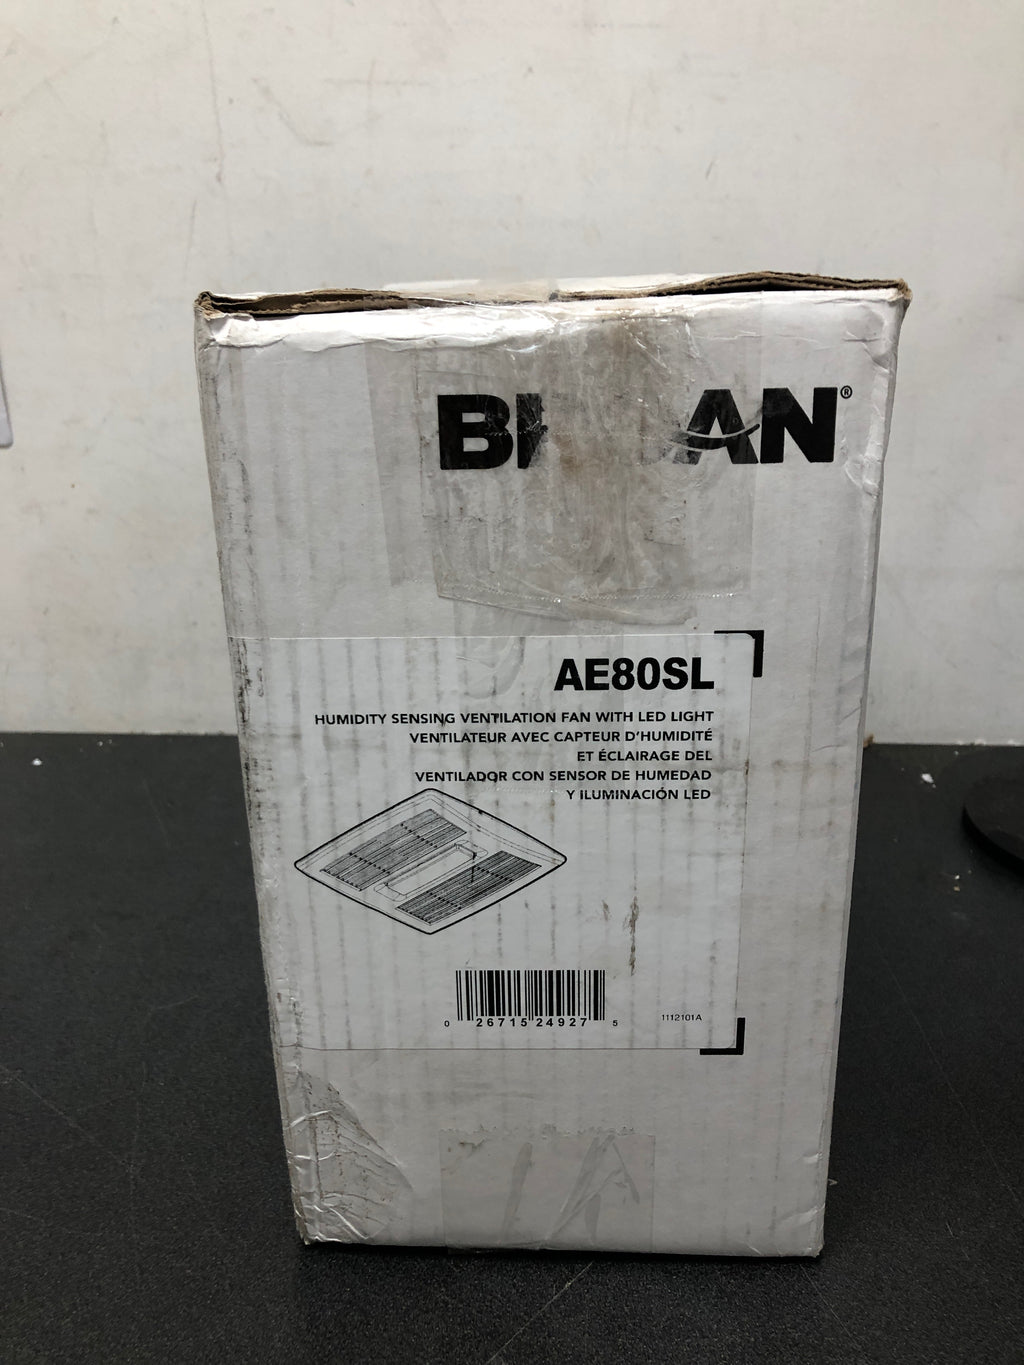 AE80SL
HUMIDITY SENSING VENTILATION FAN WITH LED LIGHT
VENTILATEUR AVEC CAPTEUR D'HUMIDITÉ
ET ÉCLAIRAGE DEL
VENTILADOR CON SENSOR DE HUMEDAD
Y ILUMINACIÓN LED
0 26715 24927 5
1112101A